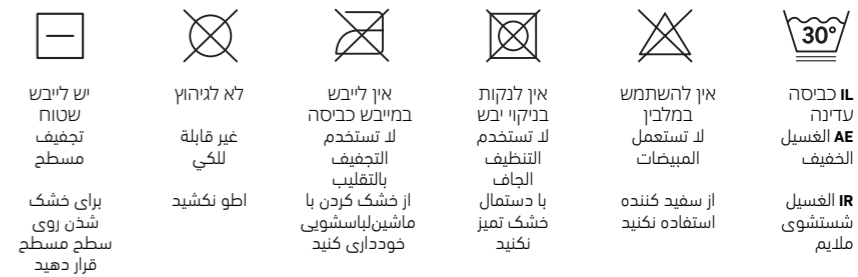 30°
IL כביסה
עדינה
AE الغسيل
الخفيف
IR الغسيل
شستشوی
ملایم
אין להשתמש
במלבין
لا تستعمل
المبيضات
از سفید کننده
استفاده نکنید
אין לנקות
בניקוי יבש
لا تستخدم
التنظيف
الجاف
با دستمال
خشک تمیز
نکنید
אין לייבש
במייבש כביסה
لا تستخدم
التجفيف
بالتقليب
از خشک کردن با
ماشین‌لباسشویی
خودداری کنید
לא לגיהוץ
غير قابلة
للكي
اطو نکشید
יש לייבש
שטוח
تجفيف
مسطح
برای خشک
شذن روی
سطح مسطح
قرار دهید